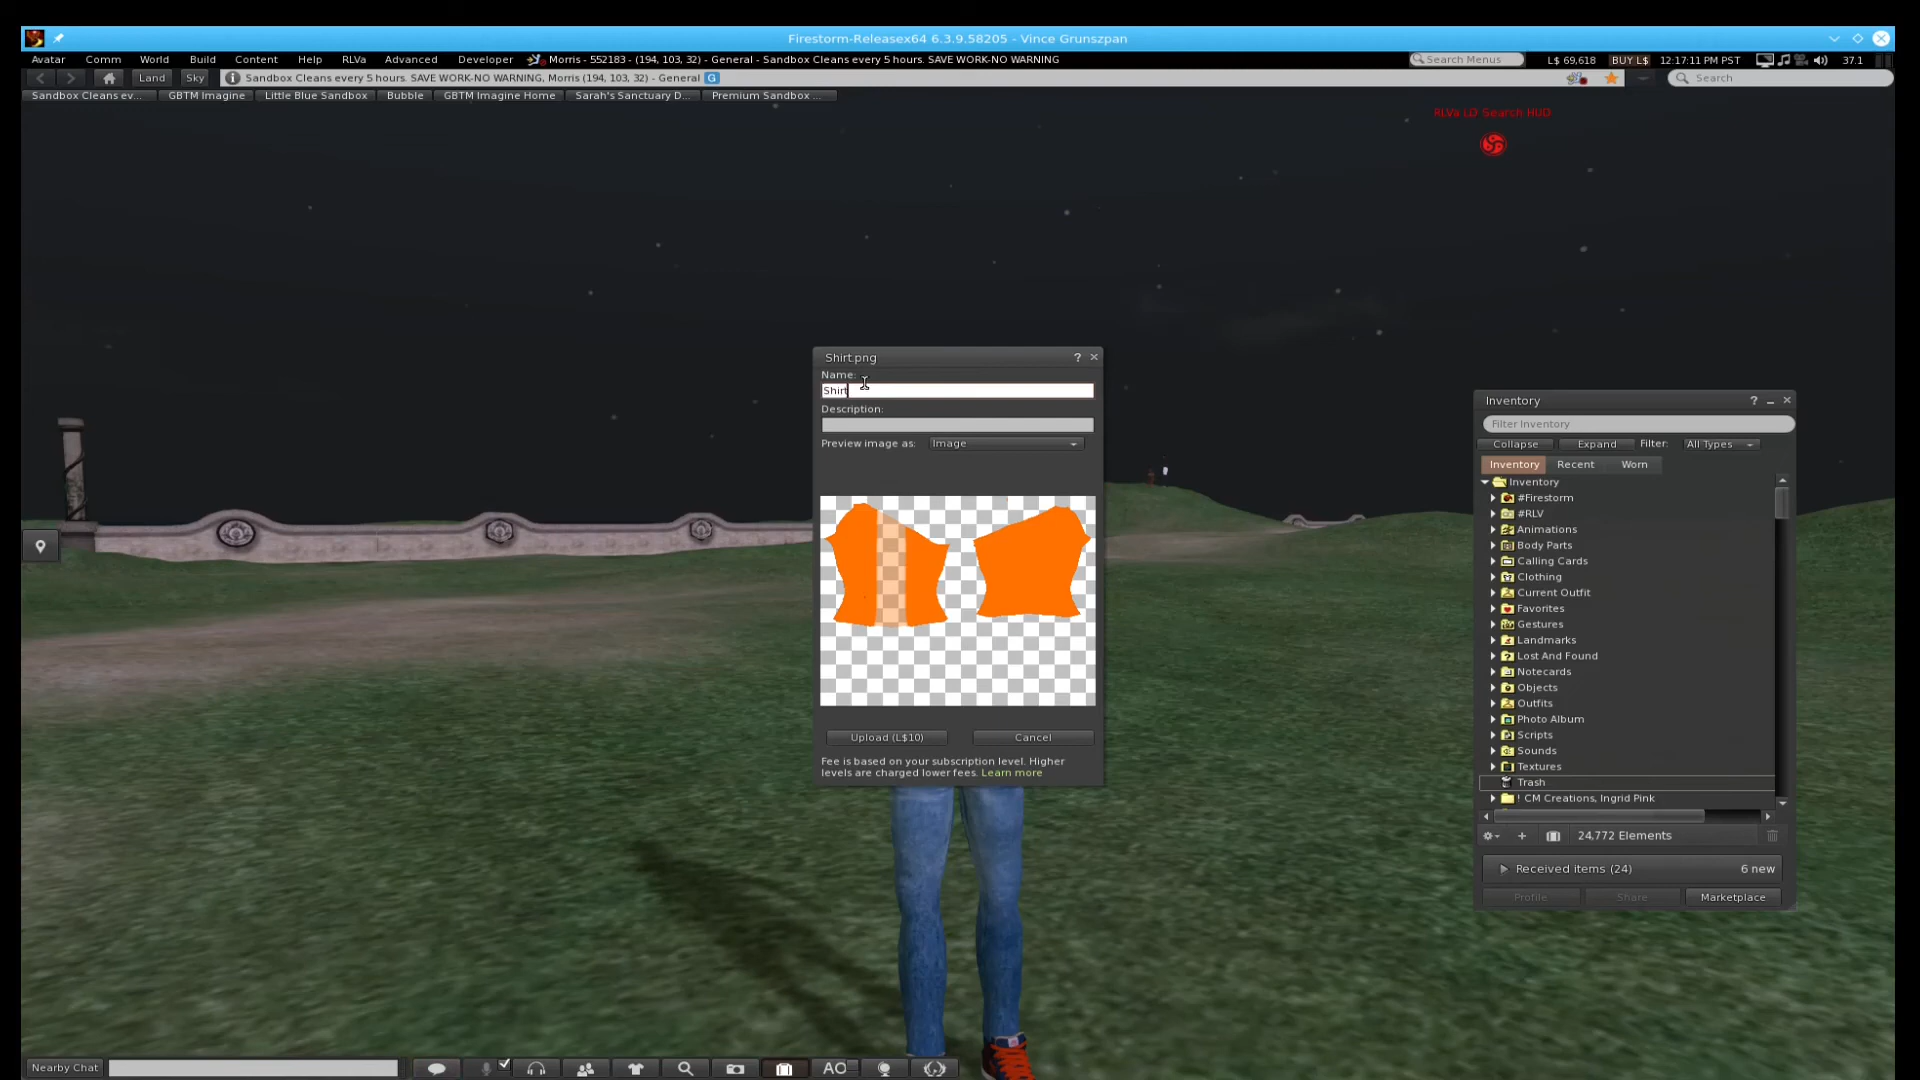 Firestorm-Releasex64 6.3.9.58205 - Vince Grunszpan
Avatar Comm World Build Content Help RLVa Advanced Developer Morris - 552183 - (194, 103, 32) - General - Sandbox Cleans every 5 hours. SAVE WORK-NO WARNING Search Menus L$ 69,618 BUY L$ 12:17:11 PM PST 37.1
Land Sky Sandbox Cleans every 5 hours. SAVE WORK-NO WARNING, Morris (194, 103, 32) - General G Search
Sandbox Cleans ev... GBTM Imagine Little Blue Sandbox Bubble GBTM Imagine Home Sarah's Sanctuary D... Premium Sandbox ...
RLVa LD Search HUD
Shirt.png ?
Name:
Shirt
Description:
Preview image as: Image
Upload (L$10) Cancel
Fee is based on your subscription level. Higher
levels are charged lower fees. Learn more
Inventory ?
Filter Inventory
Collapse Expand Filter: All Types
Inventory Recent Worn
Inventory
#Firestorm
#RLV
Animations
Body Parts
Calling Cards
Clothing
Current Outfit
Favorites
Gestures
Landmarks
Lost And Found
Notecards
Objects
Outfits
Photo Album
Scripts
Sounds
Textures
Trash
! CM Creations, Ingrid Pink
24,772 Elements
Received items (24) 6 new
Profile Share Marketplace
Nearby Chat AO